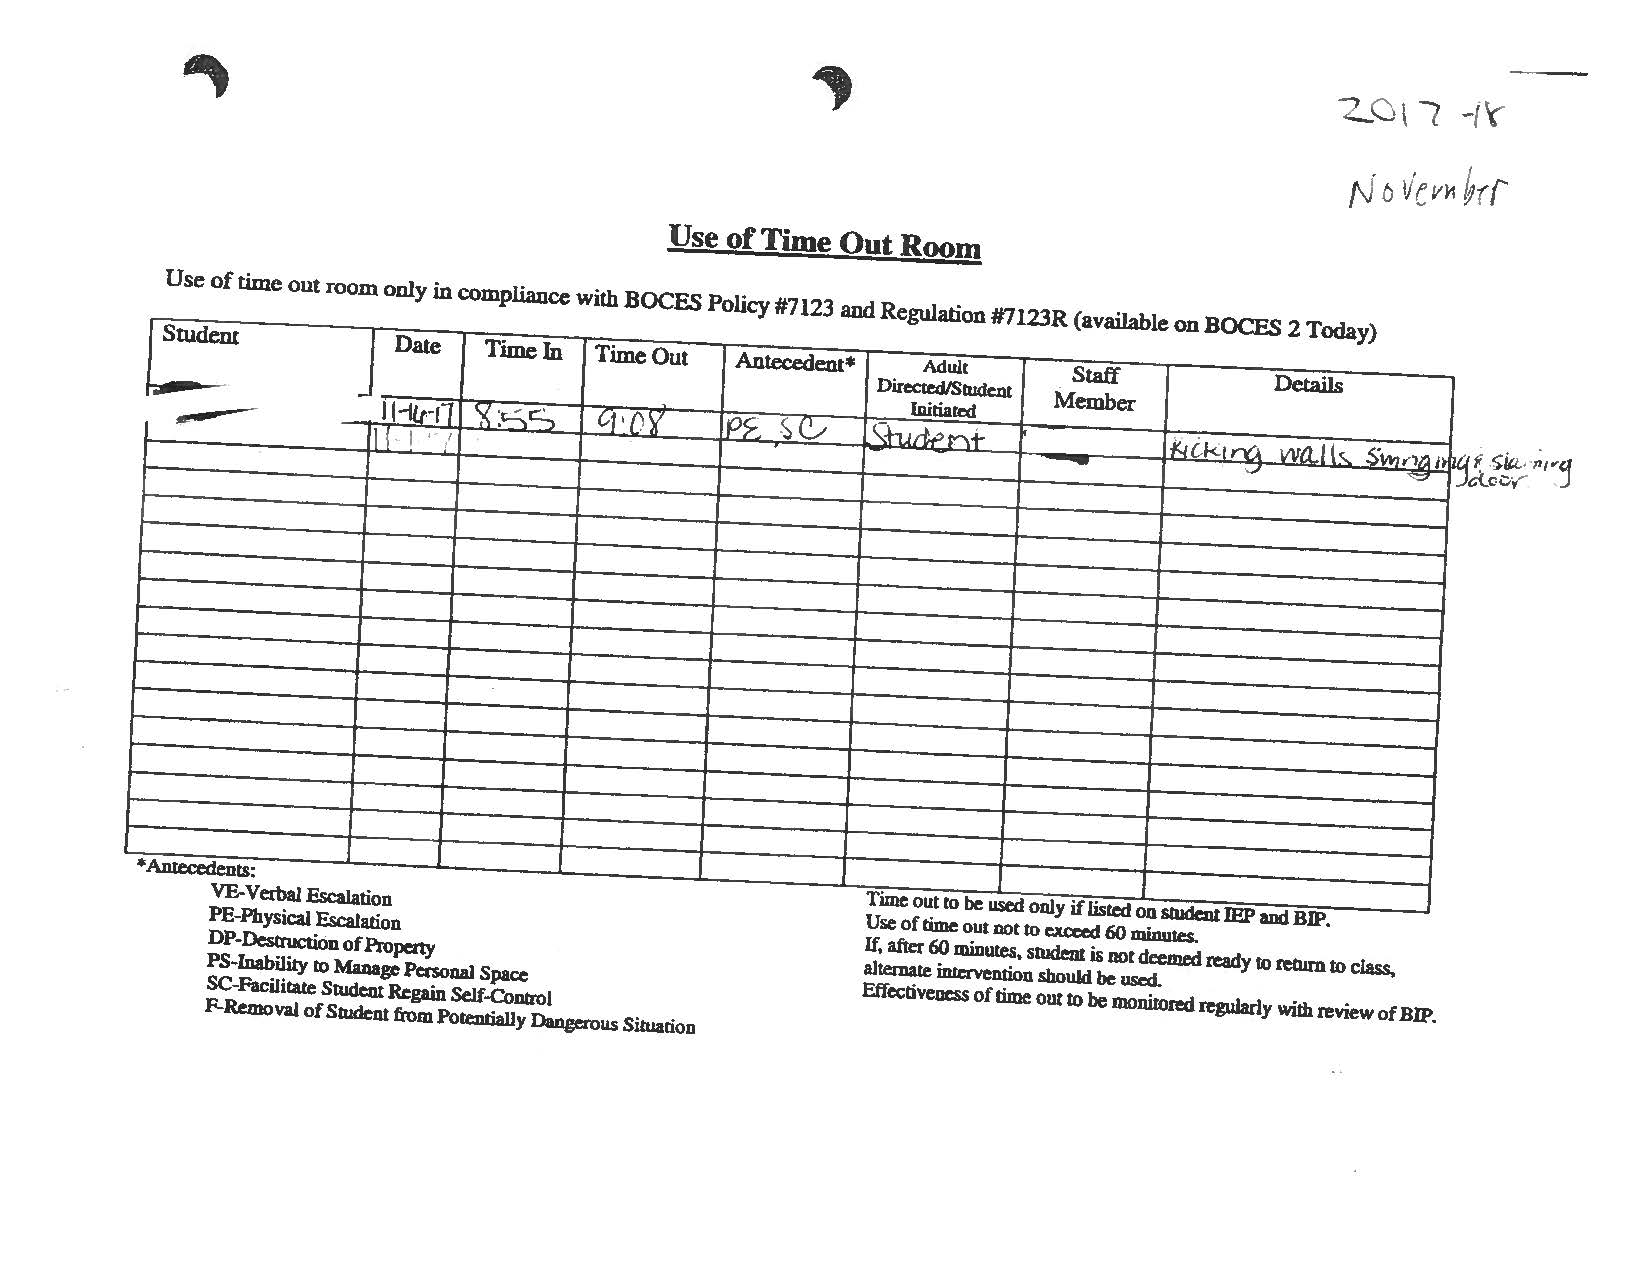 2017-18
November
Use of Time Out Room
Use of time out room only in compliance with BOCES Policy #7123 and Regulation #7123R (available on BOCES 2 Today)
Student Date Time In Time Out Antecedent* Adult Directed/Student Initiated Staff Member Details
8:55 9:08 PE, SC Student Kicking walls
door
*Antecedents:
VE-Verbal Escalation
PE-Physical Escalation
DP-Destruction of Property
PS-Inability to Manage Personal Space
SC-Facilitate Student Regain Self-Control
F-Removal of Student from Potentially Dangerous Situation
Time out to be used only if listed on student IEP and BIP.
Use of time out not to exceed 60 minutes.
If, after 60 minutes, student is not deemed ready to return to class,
alternate intervention should be used.
Effectiveness of time out to be monitored regularly with review of BIP.